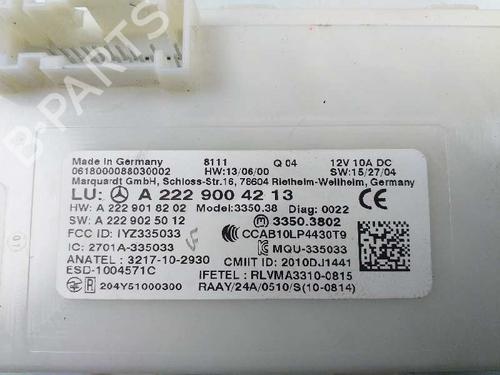 B-PARTS
Made in Germany 8111 Q 04 12V 10A DC
0618000088030002 HW:13/06/00 SW:15/27/04
Marquardt GmbH, Schloss-Str.16, 78604 Rietheim-Weilheim, Germany
LU: A 222 900 42 13
HW: A 222 901 82 02 Model:3350.38 Diag: 0022
SW: A 222 902 50 12 3350.3802
FCC ID: IYZ335033 CCAB10LP4430T9
IC: 2701A-335033 MQU-335033
ANATEL: 3217-10-2930 CMIIT ID: 2010DJ1441
ESD-1004571C IFETEL: RLVMA3310-0815
R 204Y51000300 RAAY/24A/0510/S(10-0814)